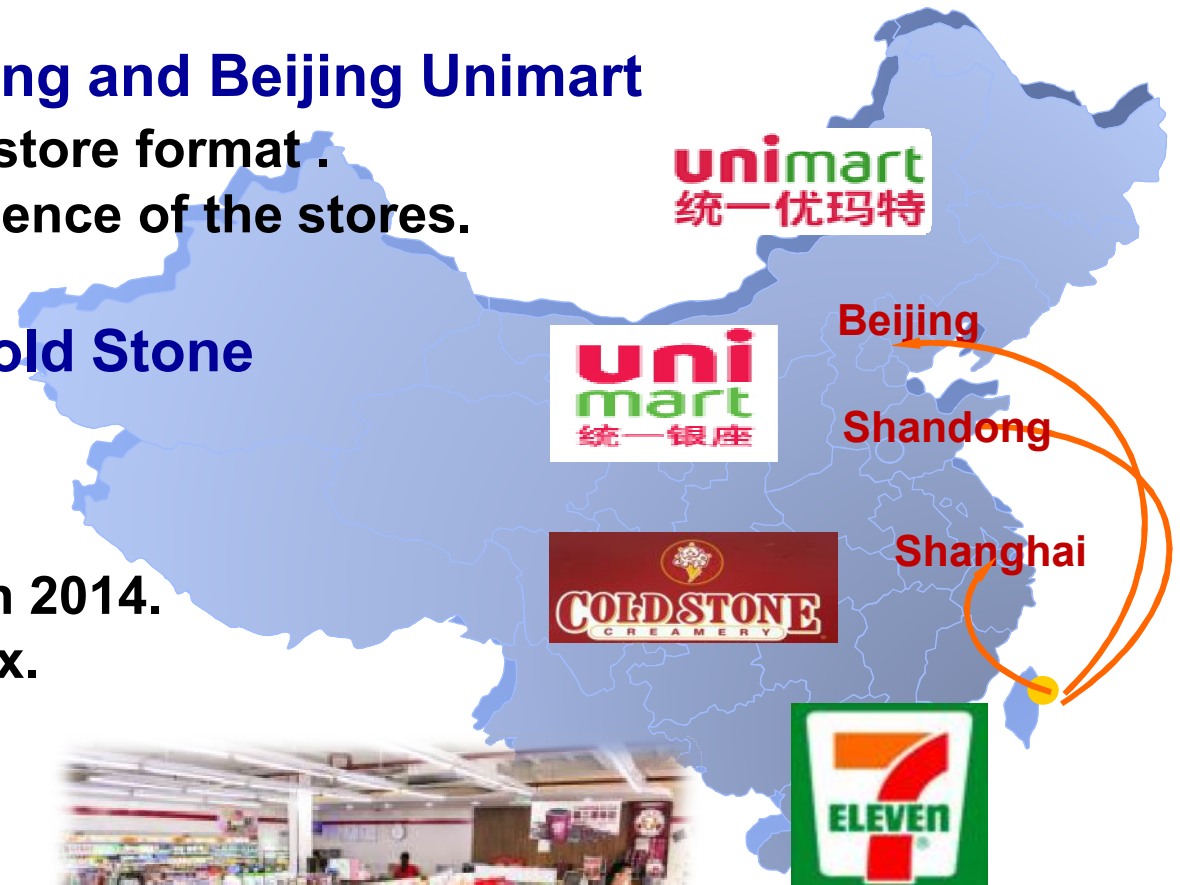 ng and Beijing Unimart
store format .
ence of the stores.
unimart
统一优玛特
Beijing
old Stone
uni
mart
统一银座
Shandong
Shanghai
n 2014.
x.
COLD STONE
CREAMERY
7
ELEVEn